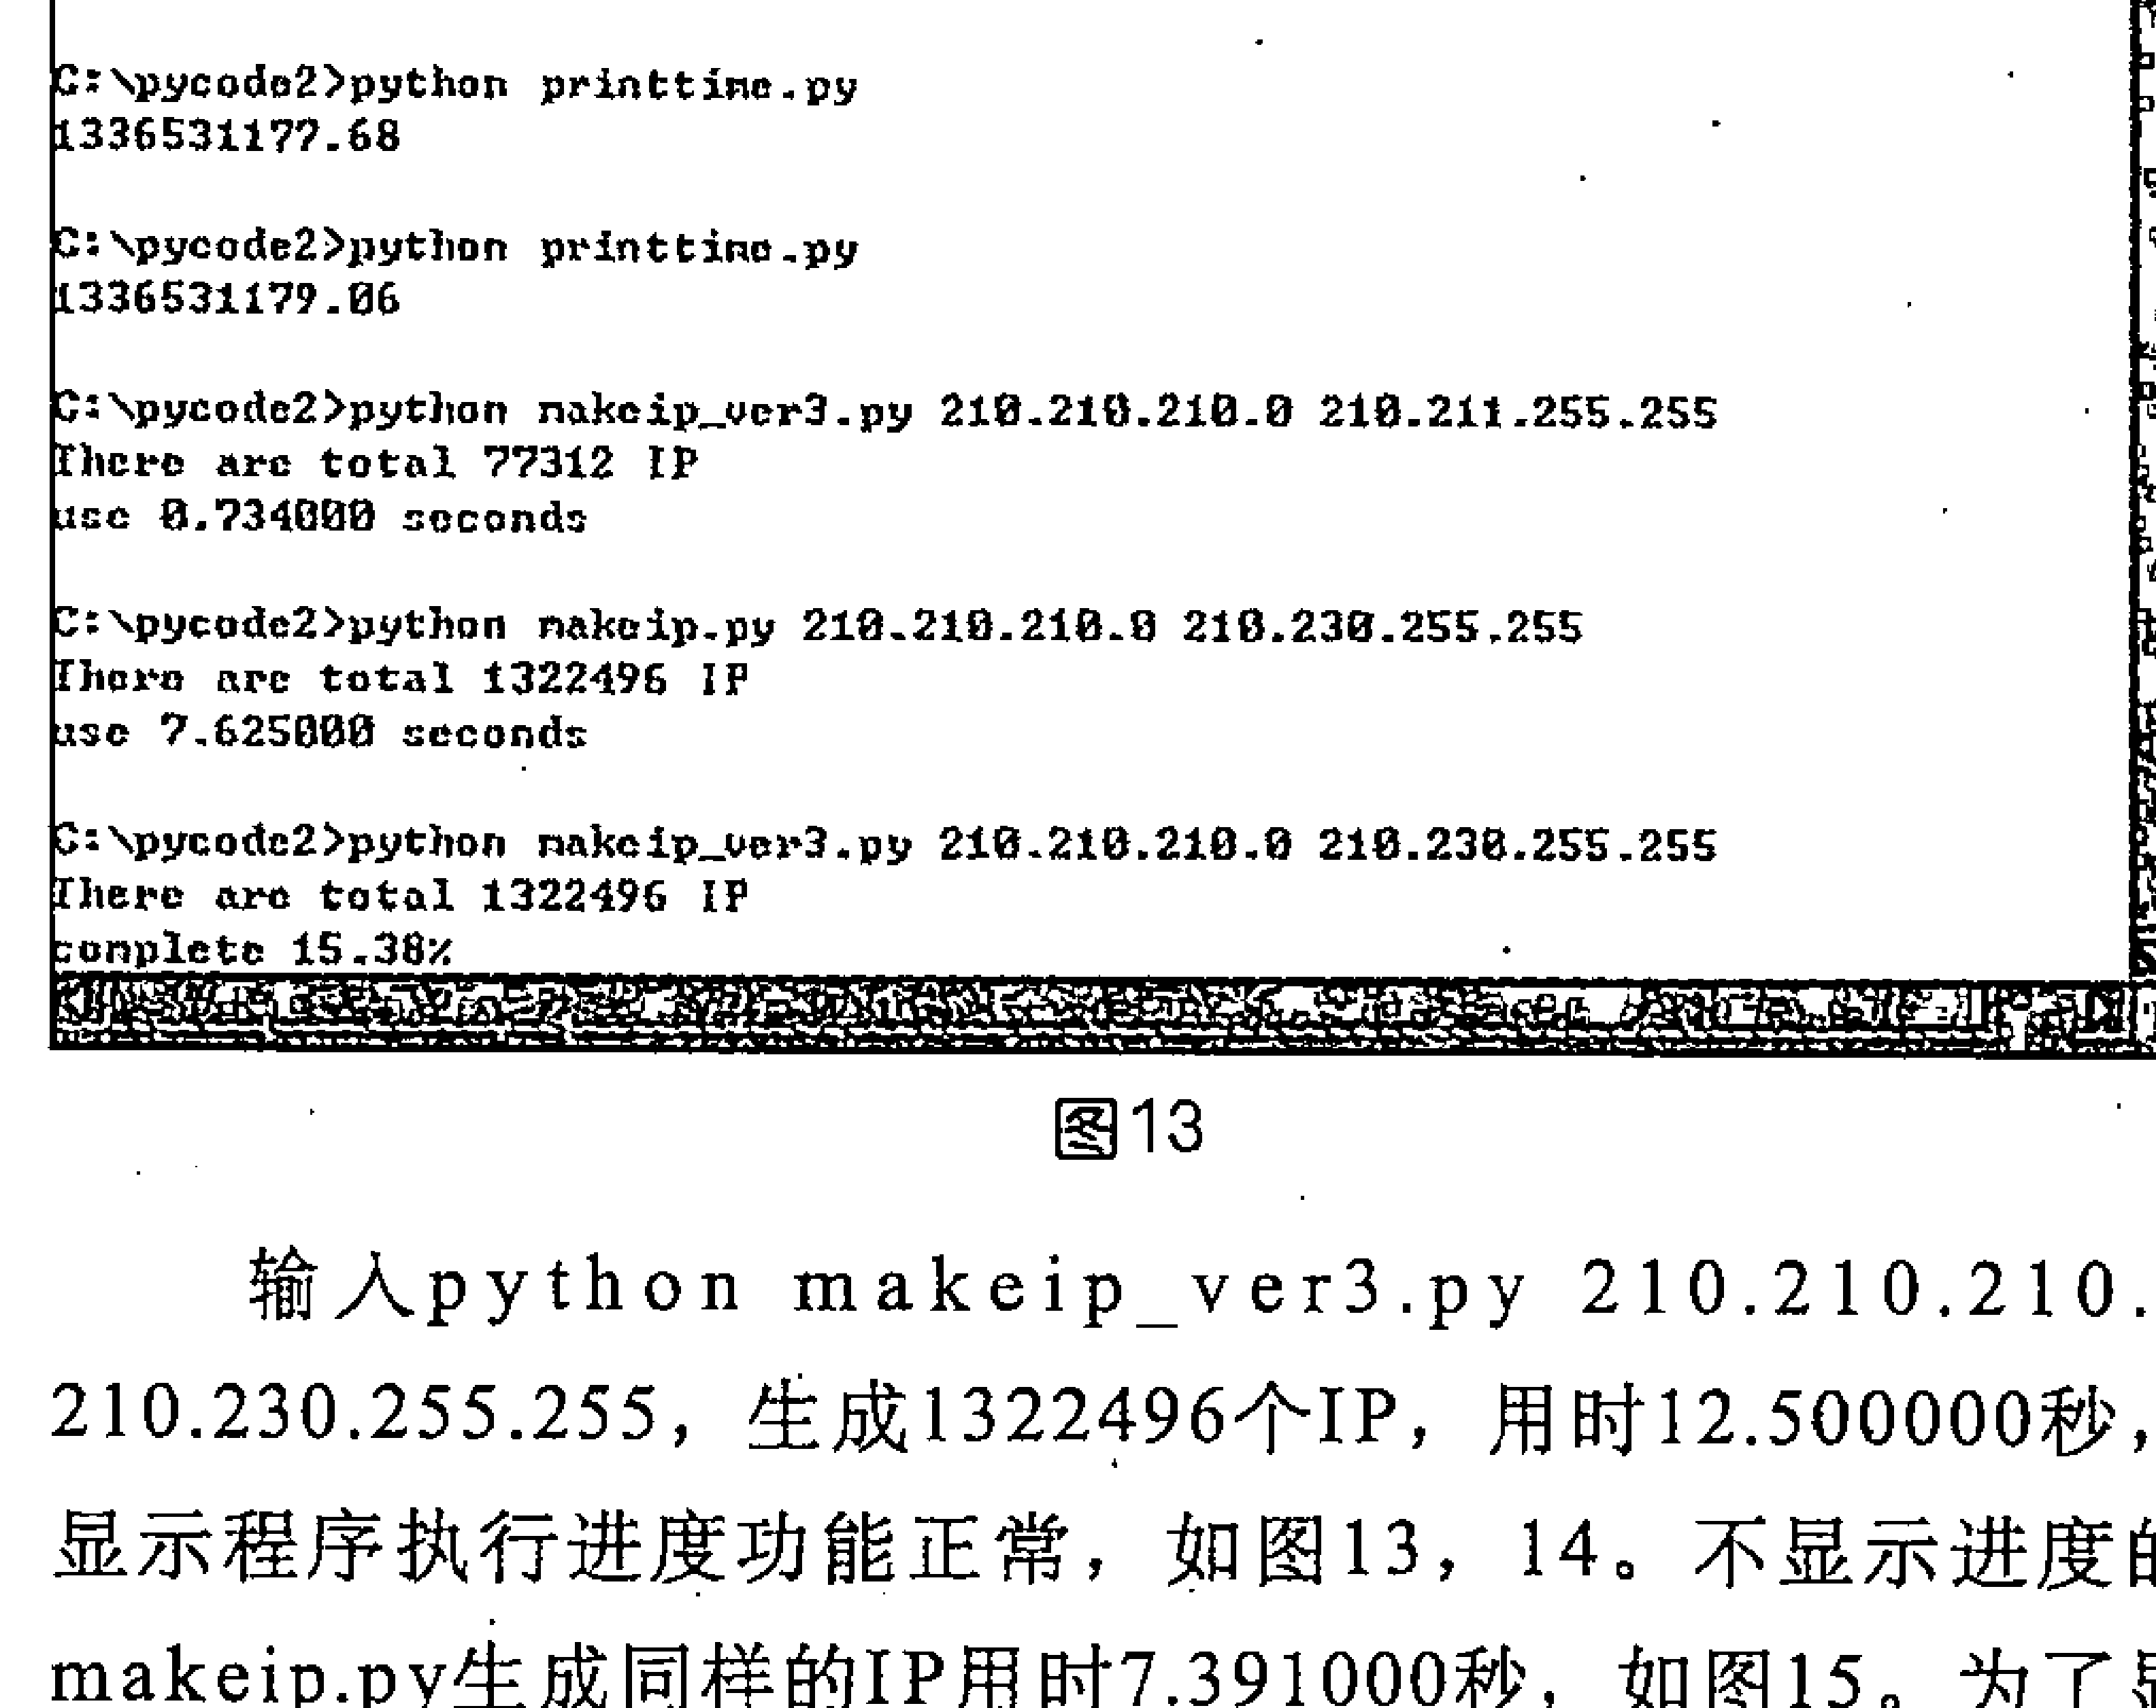 C:\pycode2>python printtime.py
1336531177.68
C:\pycode2>python printtime.py
1336531179.06
C:\pycode2>python makeip_ver3.py 210.210.210.0 210.211.255.255
There are total 77312 IP
use 0.734000 seconds
C:\pycode2>python makeip.py 210.210.210.0 210.230.255.255
There are total 1322496 IP
use 7.625000 seconds
C:\pycode2>python makeip_ver3.py 210.210.210.0 210.230.255.255
There are total 1322496 IP
complete 15.38%
图13
输入python makeip_ver3.py 210.210.210.
210.230.255.255，生成1322496个IP，用时12.500000秒，
显示程序执行进度功能正常，如图13，14。不显示进度的
makeip.py生成同样的IP用时7.391000秒，如图15。为了显